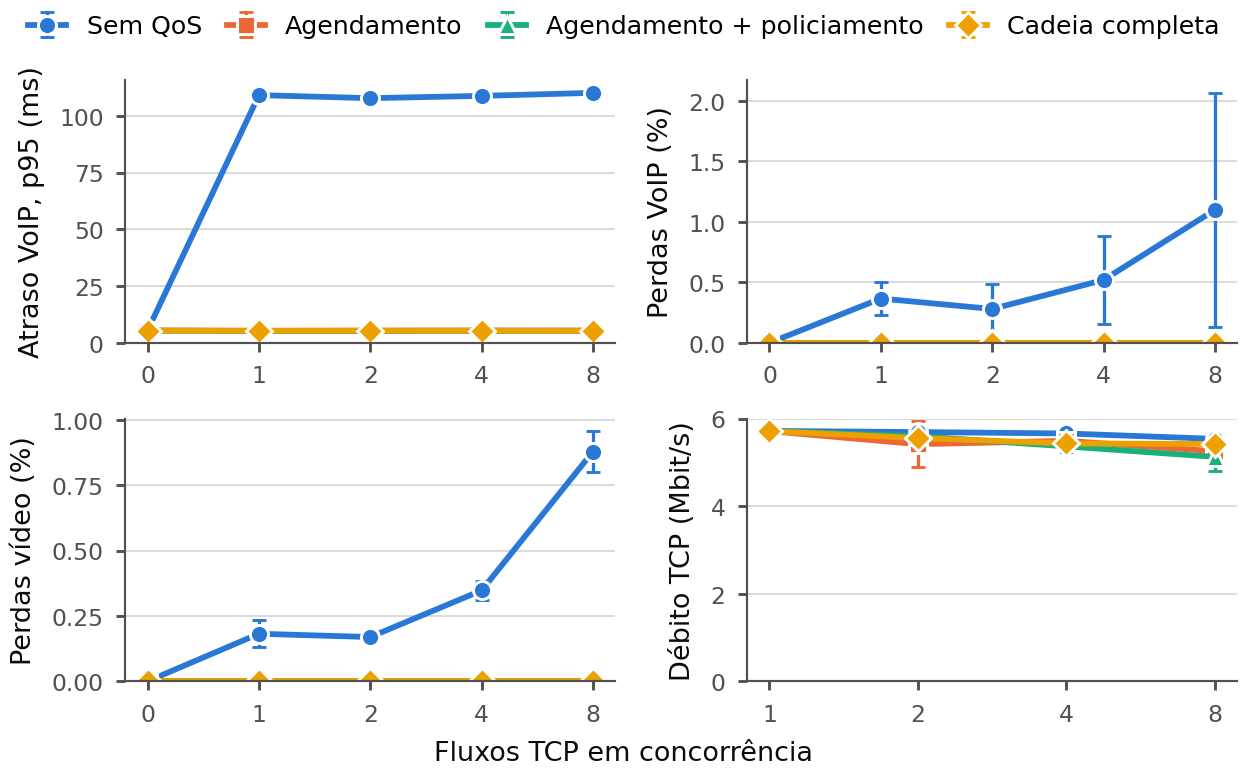 Sem QoS Agendamento Agendamento + policiamento Cadeia completa
Atraso VoIP, p95 (ms)
100
75
50
25
0
0 1 2 4 8
Perdas VoIP (%)
2.0
1.5
1.0
0.5
0.0
0 1 2 4 8
Perdas vídeo (%)
1.00
0.75
0.50
0.25
0.00
0 1 2 4 8
Débito TCP (Mbit/s)
6
4
2
0
1 2 4 8
Fluxos TCP em concorrência